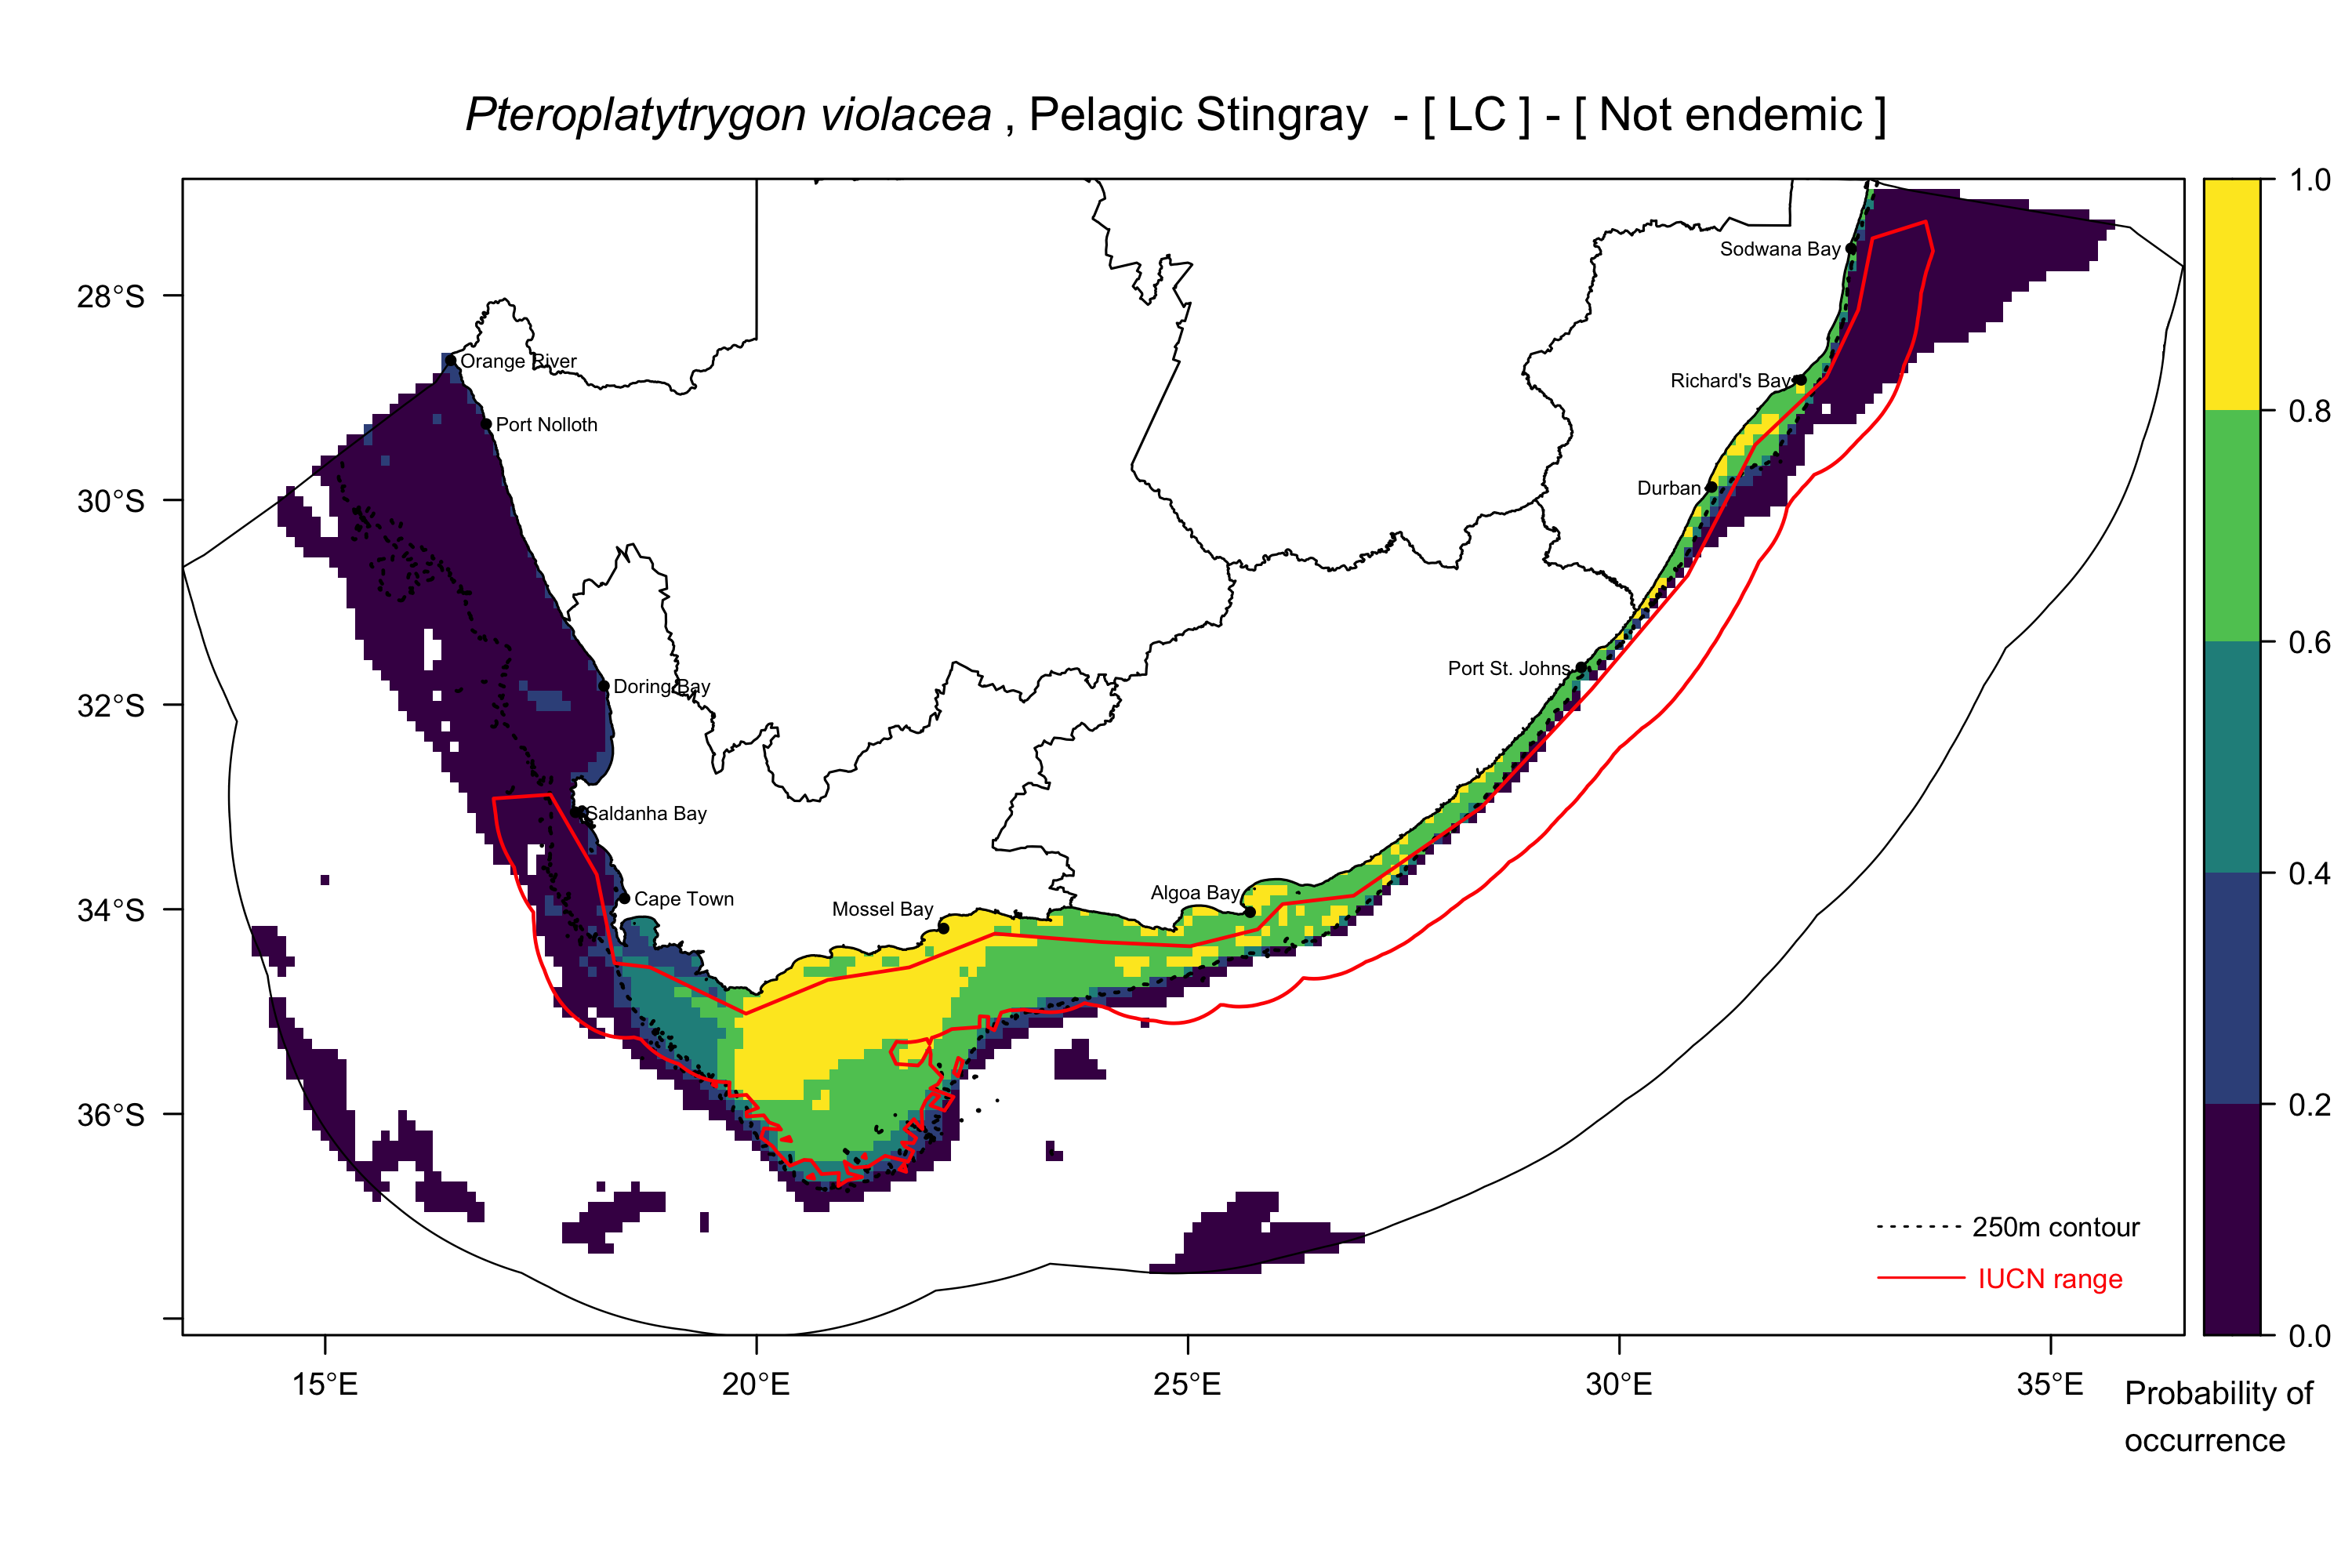 Pteroplatytrygon violacea , Pelagic Stingray - [ LC ] - [ Not endemic ]
1.0
Sodwana Bay
28°S
Orange River
Richard's Bay
0.8
Port Nolloth
Durban
30°S
0.6
Port St. Johns
Doring Bay
32°S
Saldanha Bay
0.4
Algoa Bay
Cape Town
Mossel Bay
34°S
0.2
36°S
250m contour
IUCN range
0.0
15°E
20°E
25°E
30°E
35°E
Probability of
occurrence